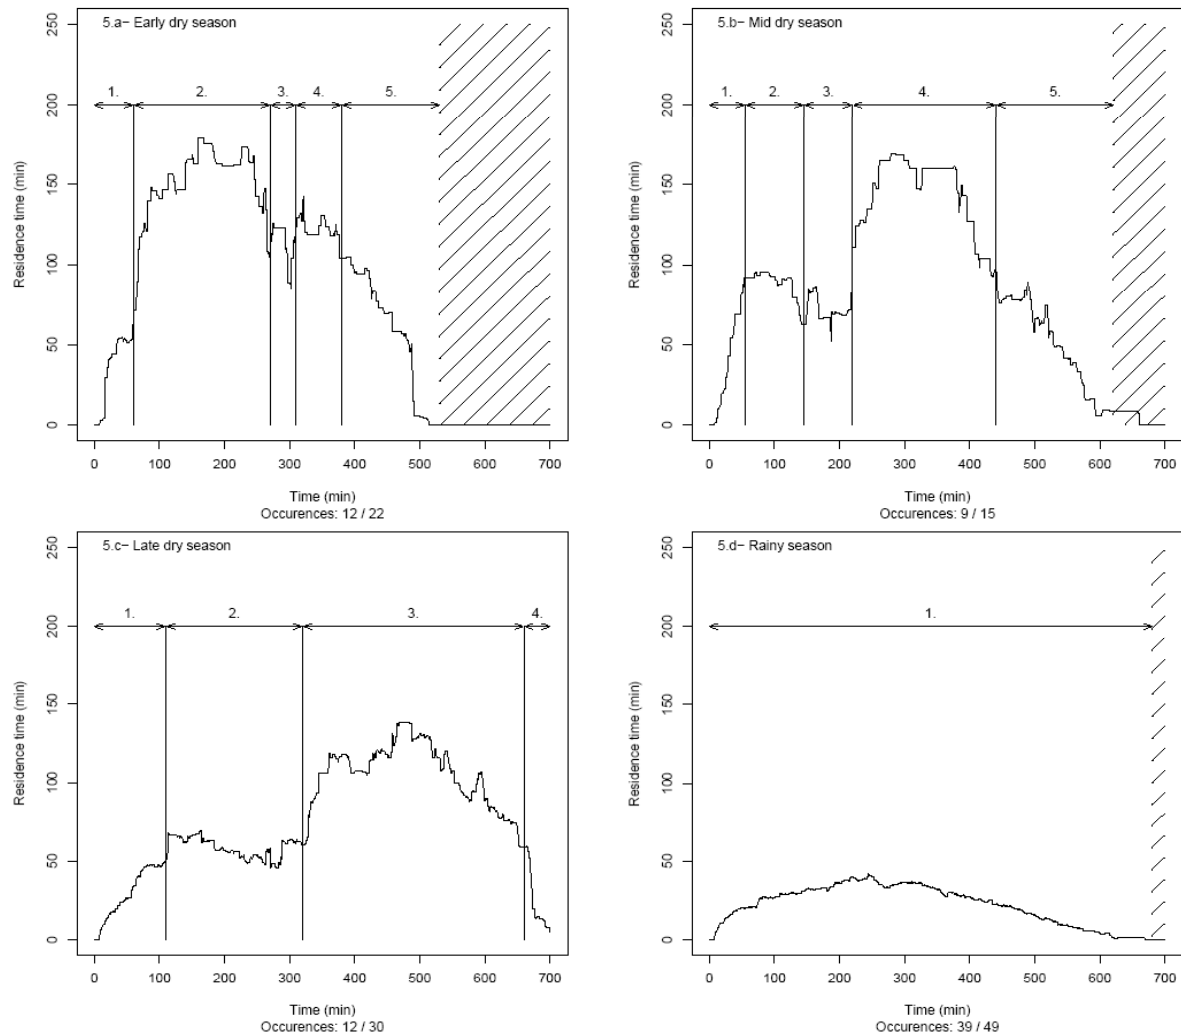 5.a− Early dry season
250
200
150
100
50
0
Residence time (min)
1. 2. 3. 4. 5.
0 100 200 300 400 500 600 700
Time (min)
Occurences: 12 / 22
5.b− Mid dry season
250
200
150
100
50
0
Residence time (min)
1. 2. 3. 4. 5.
0 100 200 300 400 500 600 700
Time (min)
Occurences: 9 / 15
5.c− Late dry season
250
200
150
100
50
0
Residence time (min)
1. 2. 3. 4.
0 100 200 300 400 500 600 700
Time (min)
Occurences: 12 / 30
5.d− Rainy season
250
200
150
100
50
0
Residence time (min)
1.
0 100 200 300 400 500 600 700
Time (min)
Occurences: 39 / 49